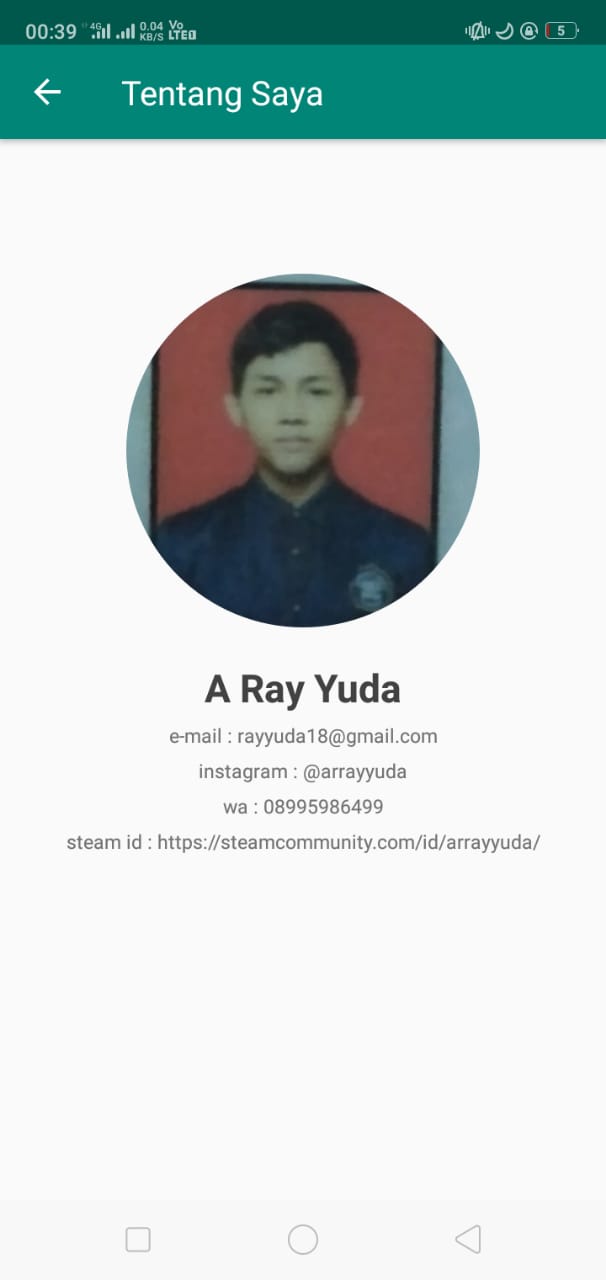 00:39 4G 0.04 KB/S Vo LTE 5
Tentang Saya
A Ray Yuda
e-mail : rayyuda18@gmail.com
instagram : @arrayyuda
wa : 08995986499
steam id : https://steamcommunity.com/id/arrayyuda/